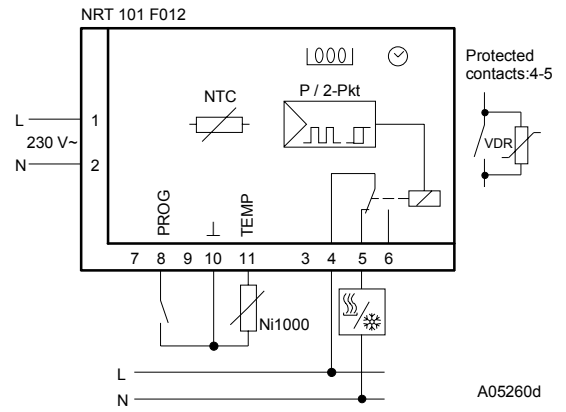 NRT 101 F012
000
Protected
contacts:4-5
NTC
P / 2-Pkt
L
1
230 V~
VDR
N
2
PROG
⊥
TEMP
7 8 9 10 11 3 4 5 6
Ni1000
L
N
A05260d